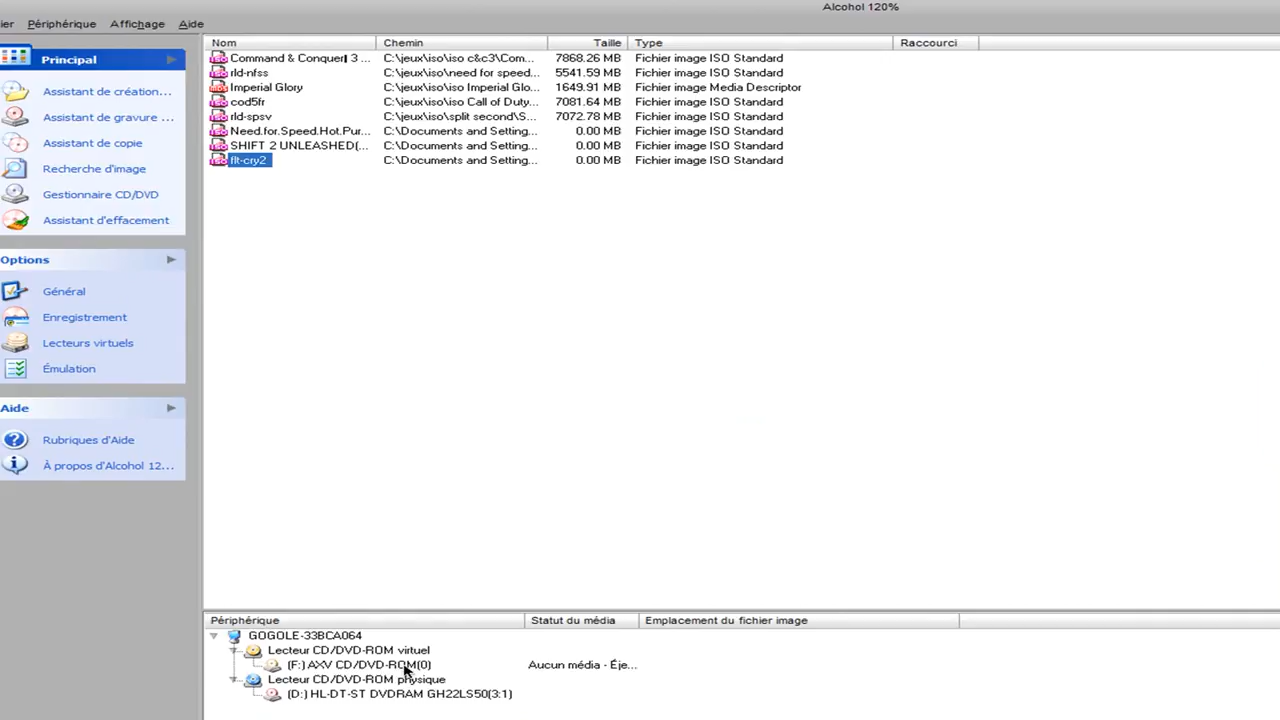 Alcohol 120%
ier Périphérique Affichage Aide
Principal
Assistant de création...
Assistant de gravure ...
Assistant de copie
Recherche d'image
Gestionnaire CD/DVD
Assistant d'effacement
Options
Général
Enregistrement
Lecteurs virtuels
Émulation
Aide
Rubriques d'Aide
À propos d'Alcohol 12...
Nom Chemin Taille Type Raccourci
Command & Conquerl 3 ... C:\jeux\iso\iso c&c3\Com... 7868.26 MB Fichier image ISO Standard
rld-nfss C:\jeux\iso\need for speed... 5541.59 MB Fichier image ISO Standard
Imperial Glory C:\jeux\iso\iso Imperial Glo... 1649.91 MB Fichier image Media Descriptor
cod5fr C:\jeux\iso\iso Call of Duty... 7081.64 MB Fichier image ISO Standard
rld-spsv C:\jeux\iso\split second\S... 7072.78 MB Fichier image ISO Standard
Need.for.Speed.Hot.Pur... C:\Documents and Setting... 0.00 MB Fichier image ISO Standard
SHIFT 2 UNLEASHED(... C:\Documents and Setting... 0.00 MB Fichier image ISO Standard
flt-cry2 C:\Documents and Setting... 0.00 MB Fichier image ISO Standard
Périphérique Statut du média Emplacement du fichier image
GOGOLE-33BCA064
Lecteur CD/DVD-ROM virtuel
(F:) AXV CD/DVD-ROM(0) Aucun média - Éje...
Lecteur CD/DVD-ROM physique
(D:) HL-DT-ST DVDRAM GH22LS50(3:1)